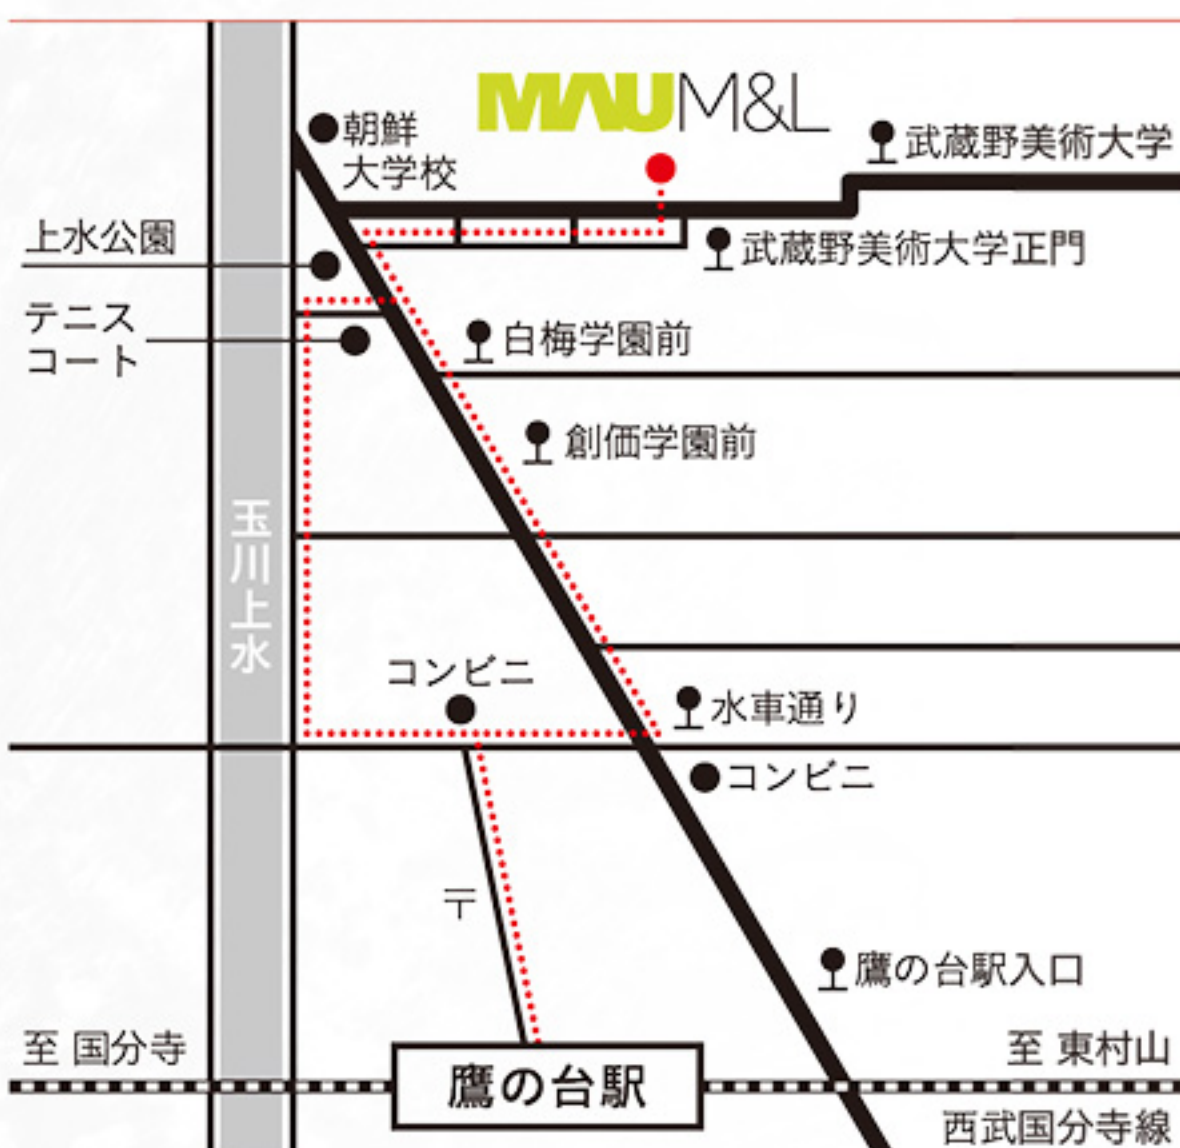 MAU M&L
朝鮮
大学校
武蔵野美術大学
上水公園
武蔵野美術大学正門
テニス
コート
白梅学園前
創価学園前
玉川上水
コンビニ
水車通り
コンビニ
〒
鷹の台駅入口
至 国分寺
至 東村山
鷹の台駅
西武国分寺線